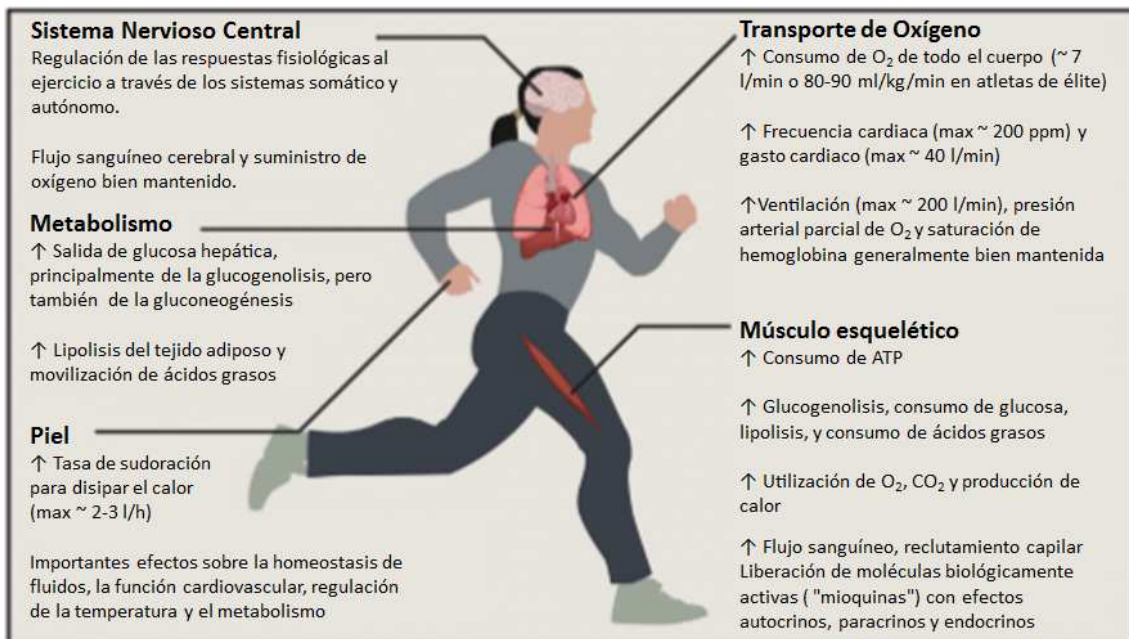 Sistema Nervioso Central
Regulación de las respuestas fisiológicas al
ejercicio a través de los sistemas somático y
autónomo.
Flujo sanguíneo cerebral y suministro de
oxígeno bien mantenido.
Metabolismo
↑ Salida de glucosa hepática,
principalmente de la glucogenolisis, pero
también de la gluconeogénesis
↑ Lipolisis del tejido adiposo y
movilización de ácidos grasos
Piel
↑ Tasa de sudoración
para disipar el calor
(max ~ 2-3 l/h)
Importantes efectos sobre la homeostasis de
fluidos, la función cardiovascular, regulación
de la temperatura y el metabolismo
Transporte de Oxígeno
↑ Consumo de O₂ de todo el cuerpo (~ 7
l/min o 80-90 ml/kg/min en atletas de élite)
↑ Frecuencia cardiaca (max ~ 200 ppm) y
gasto cardiaco (max ~ 40 l/min)
↑Ventilación (max ~ 200 l/min), presión
arterial parcial de O₂ y saturación de
hemoglobina generalmente bien mantenida
Músculo esquelético
↑ Consumo de ATP
↑ Glucogenolisis, consumo de glucosa,
lipolisis, y consumo de ácidos grasos
↑ Utilización de O₂, CO₂ y producción de
calor
↑ Flujo sanguíneo, reclutamiento capilar
Liberación de moléculas biológicamente
activas ( "mioquinas") con efectos
autocrinos, paracrinos y endocrinos